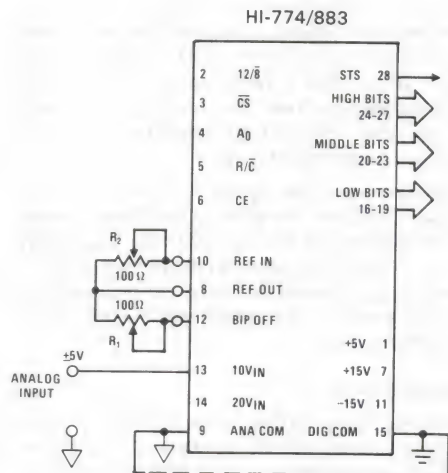 HI-774/883
2 12/8̅ STS 28
3 C̅S̅ HIGH BITS
24-27
4 A0 MIDDLE BITS
20-23
5 R/C̅ LOW BITS
16-19
6 CE
R2
100Ω
10 REF IN
8 REF OUT
100Ω
12 BIP OFF
R1
+5V 1
±5V
ANALOG
INPUT
13 10VIN +15V 7
14 20VIN -15V 11
9 ANA COM DIG COM 15